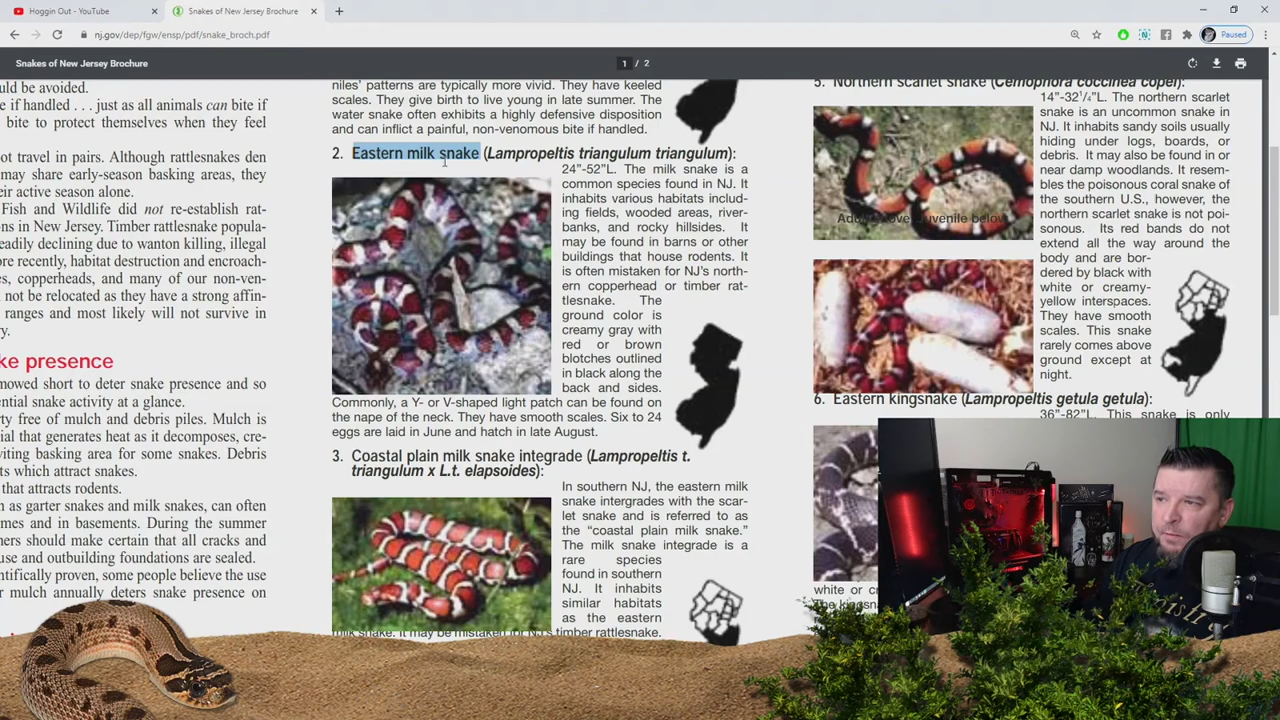 Hoggin Out - YouTube
Snakes of New Jersey Brochure
nj.gov/dep/fgw/ensp/pdf/snake_broch.pdf
Paused
Snakes of New Jersey Brochure
1 / 2
could be avoided.
e if handled . . . just as all animals can bite if
bite to protect themselves when they feel
ot travel in pairs. Although rattlesnakes den
may share early-season basking areas, they
eir active season alone.
Fish and Wildlife did not re-establish rat-
ons in New Jersey. Timber rattlesnake popula-
eadily declining due to wanton killing, illegal
ore recently, habitat destruction and encroach-
es, copperheads, and many of our non-ven-
not be relocated as they have a strong affin-
ranges and most likely will not survive in
ry.
ke presence
mowed short to deter snake presence and so
ential snake activity at a glance.
rty free of mulch and debris piles. Mulch is
ial that generates heat as it decomposes, cre-
viting basking area for some snakes. Debris
ts which attract snakes.
that attracts rodents.
h as garter snakes and milk snakes, can often
mes and in basements. During the summer
ners should make certain that all cracks and
use and outbuilding foundations are sealed.
entifically proven, some people believe the use
r mulch annually deters snake presence on
niles' patterns are typically more vivid. They have keeled
scales. They give birth to live young in late summer. The
water snake often exhibits a highly defensive disposition
and can inflict a painful, non-venomous bite if handled.
2. Eastern milk snake (Lampropeltis triangulum triangulum):
24"-52"L. The milk snake is a
common species found in NJ. It
inhabits various habitats includ-
ing fields, wooded areas, river-
banks, and rocky hillsides. It
may be found in barns or other
buildings that house rodents. It
is often mistaken for NJ's north-
ern copperhead or timber rat-
tlesnake. The
ground color is
creamy gray with
red or brown
blotches outlined
in black along the
back and sides.
Commonly, a Y- or V-shaped light patch can be found on
the nape of the neck. They have smooth scales. Six to 24
eggs are laid in June and hatch in late August.
3. Coastal plain milk snake integrade (Lampropeltis t.
triangulum x L.t. elapsoides):
In southern NJ, the eastern milk
snake intergrades with the scar-
let snake and is referred to as
the “coastal plain milk snake.”
The milk snake integrade is a
rare species
found in southern
NJ. It inhabits
similar habitats
as the eastern
milk snake. It may be mistaken for NJ's timber rattlesnake.
5. Northern scarlet snake (Cemophora coccinea copei):
14"-32 1/4"L. The northern scarlet
snake is an uncommon snake in
NJ. It inhabits sandy soils usually
hiding under logs, boards, or
debris. It may also be found in or
near damp woodlands. It resem-
bles the poisonous coral snake of
the southern U.S., however, the
northern scarlet snake is not poi-
sonous. Its red bands do not
extend all the way around the
body and are bor-
dered by black with
white or creamy-
yellow interspaces.
They have smooth
scales. This snake
rarely comes above
ground except at
night.
Adult above, juvenile below
6. Eastern kingsnake (Lampropeltis getula getula):
36"-82"L. This snake is only
white or cr
The kingsna